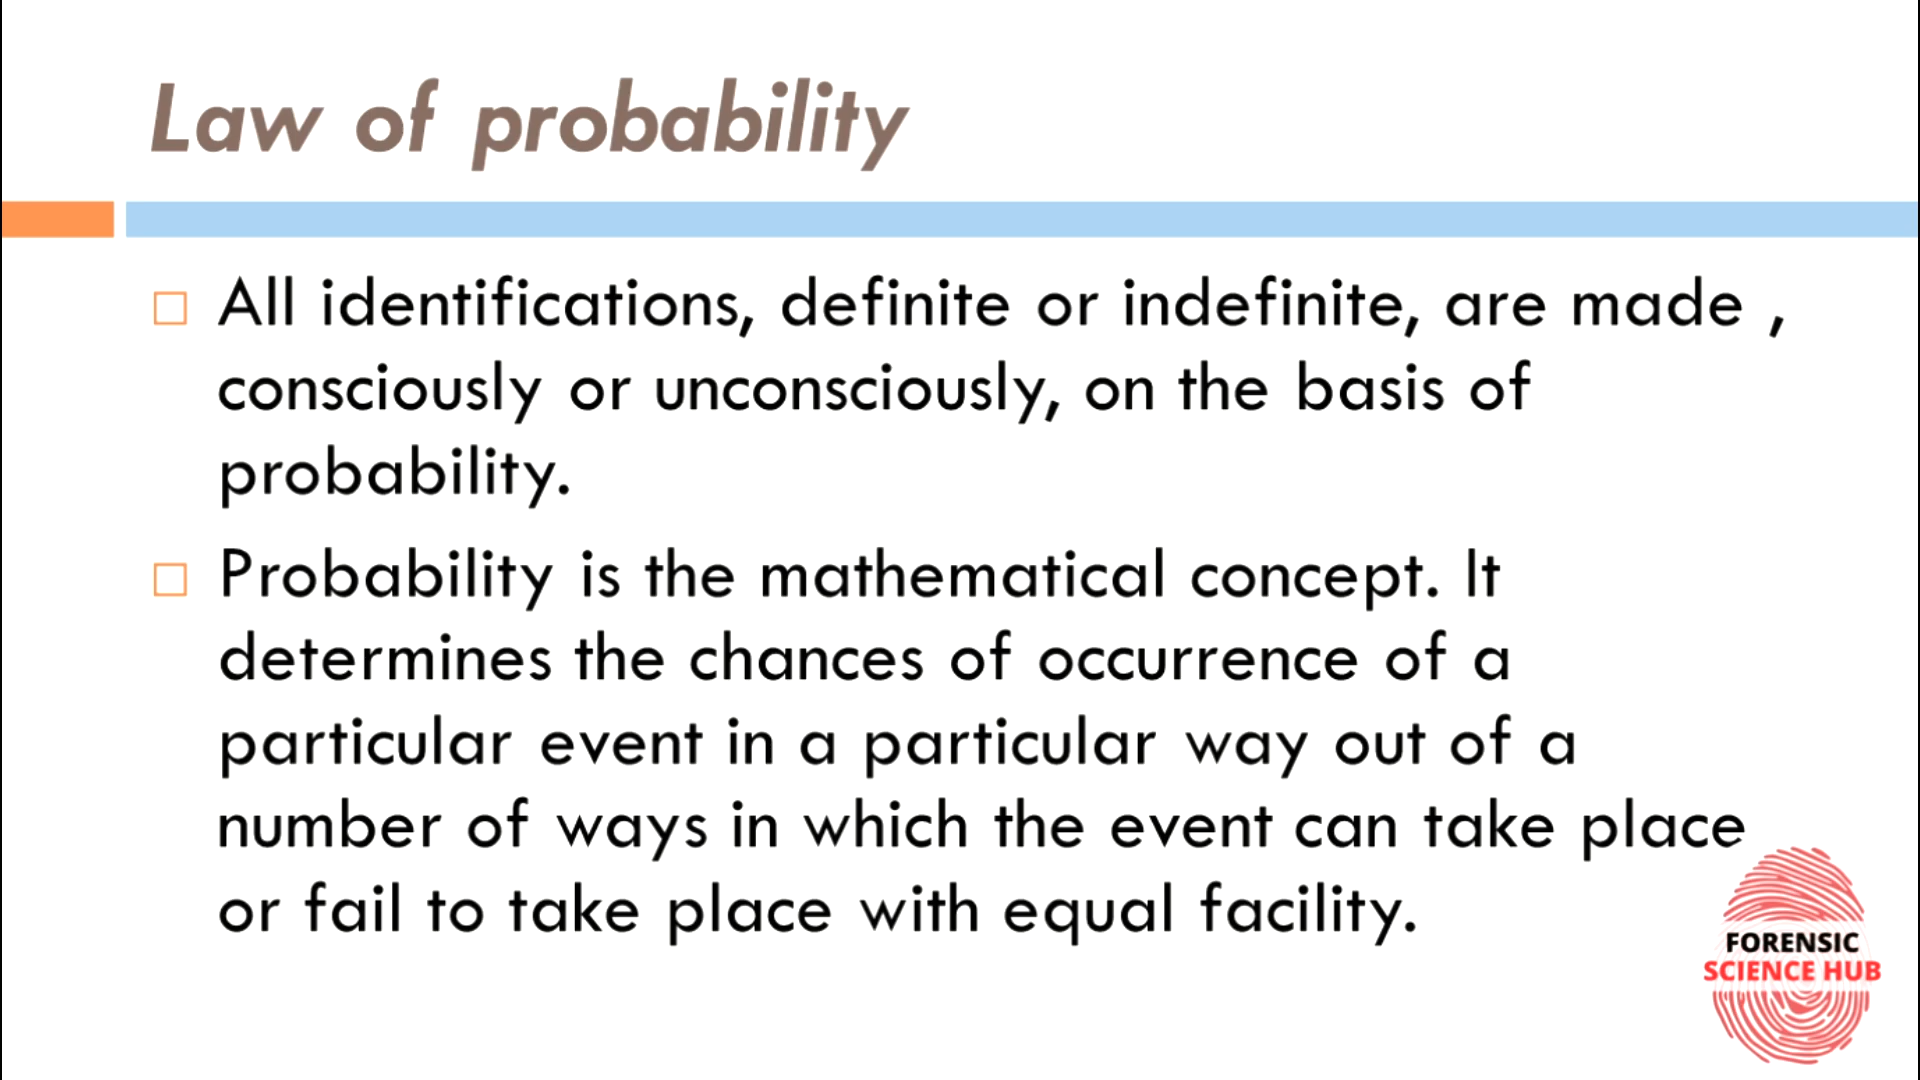 Law of probability
All identifications, definite or indefinite, are made ,
consciously or unconsciously, on the basis of
probability.
Probability is the mathematical concept. It
determines the chances of occurrence of a
particular event in a particular way out of a
number of ways in which the event can take place
or fail to take place with equal facility.
FORENSIC
SCIENCE HUB